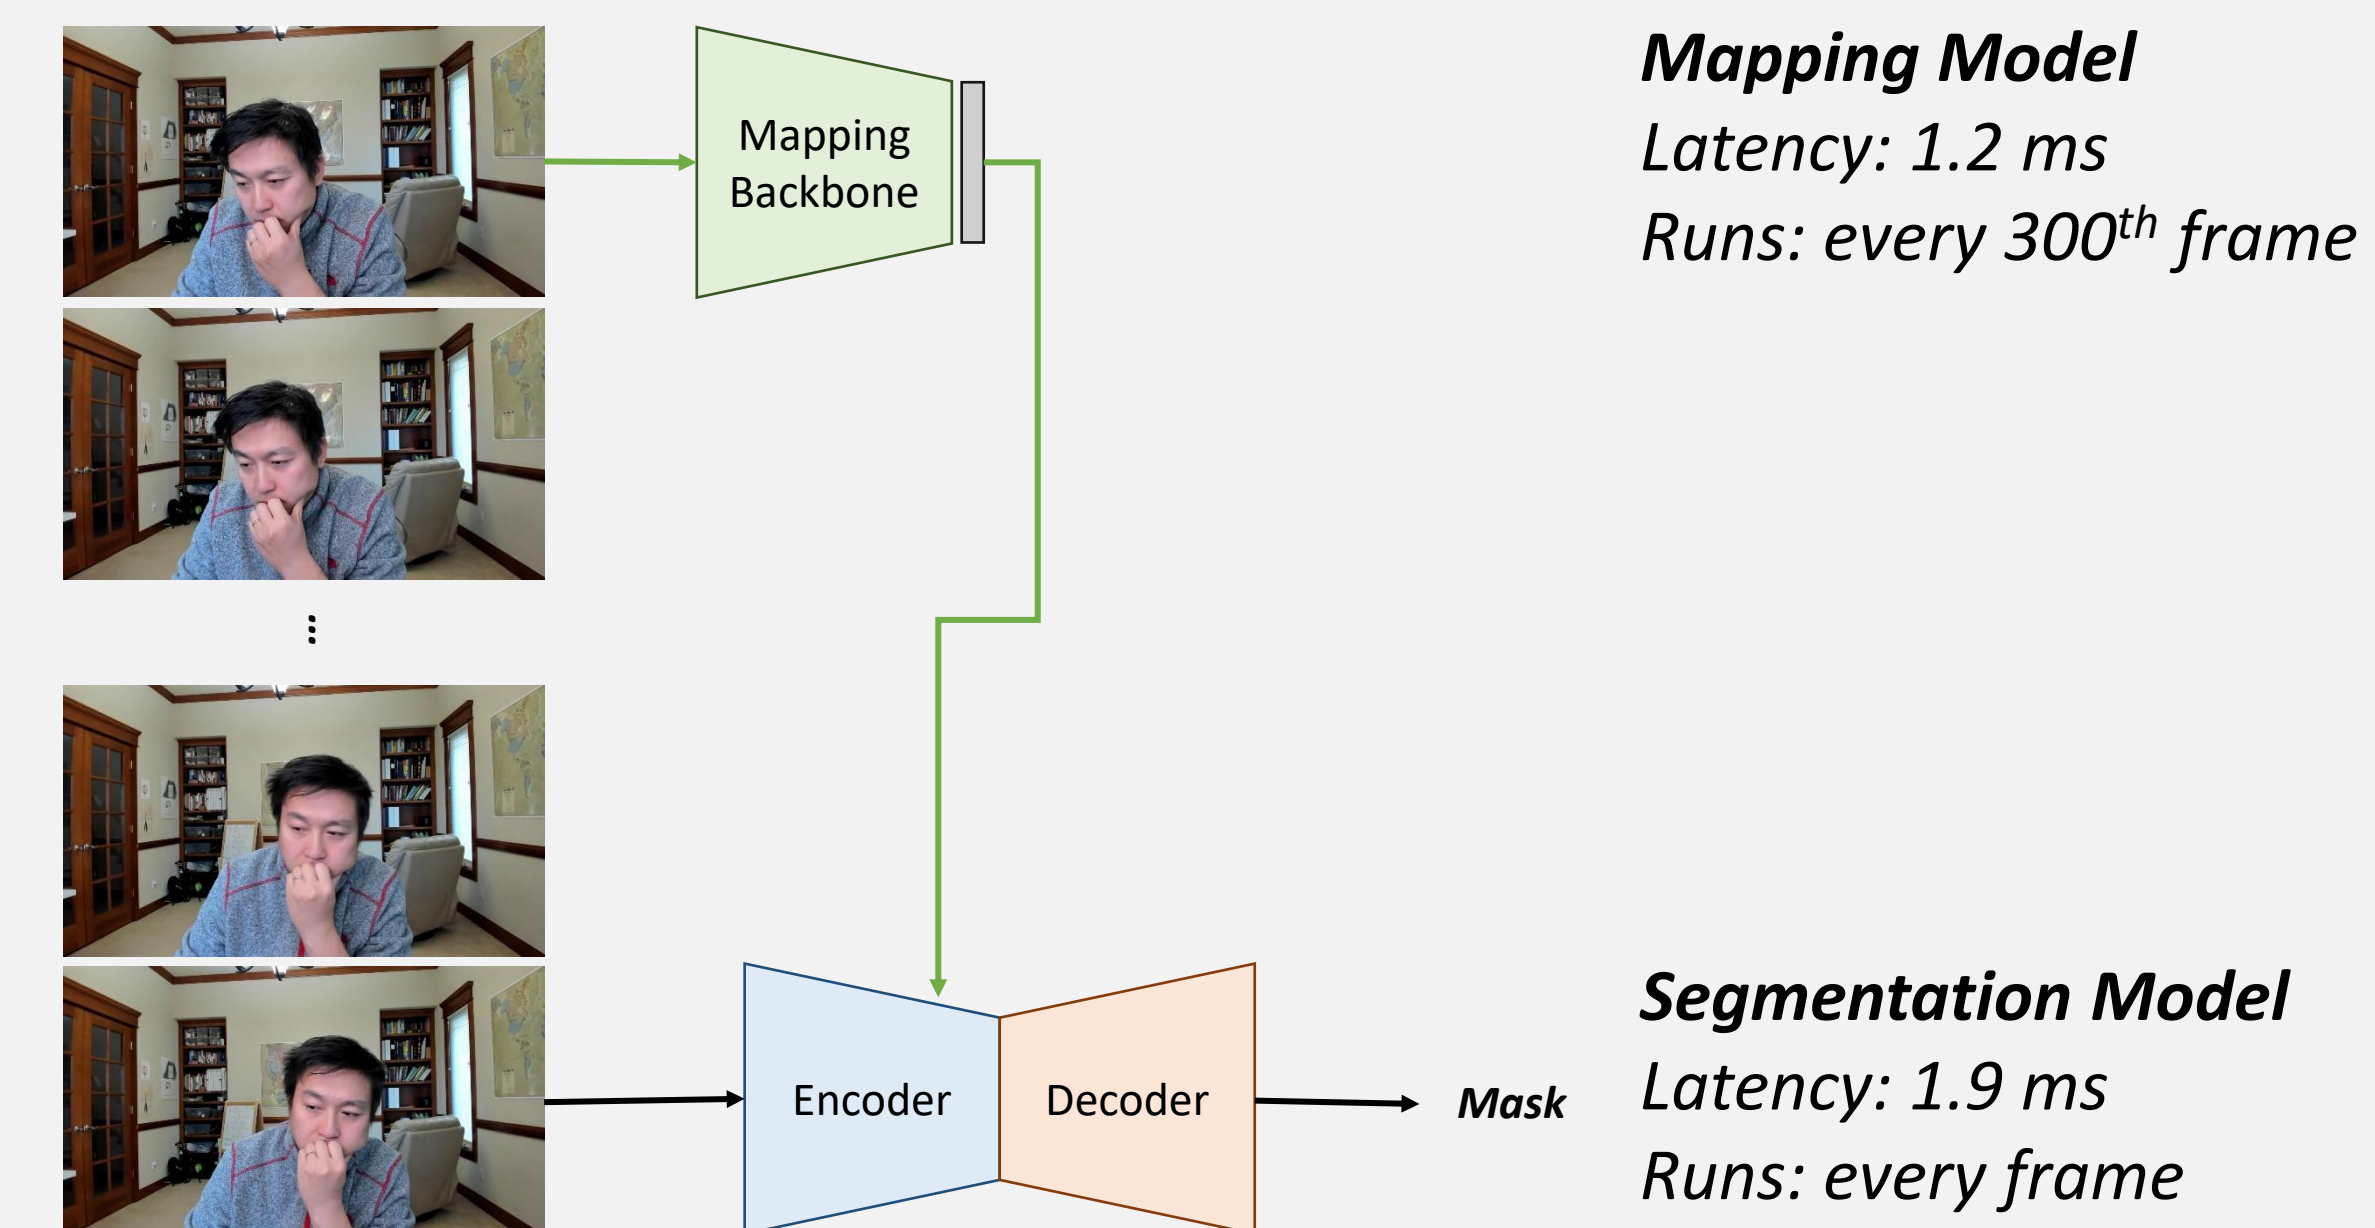 Mapping Model
Latency: 1.2 ms
Runs: every 300th frame
Mapping
Backbone
...
Encoder
Decoder
Mask
Segmentation Model
Latency: 1.9 ms
Runs: every frame